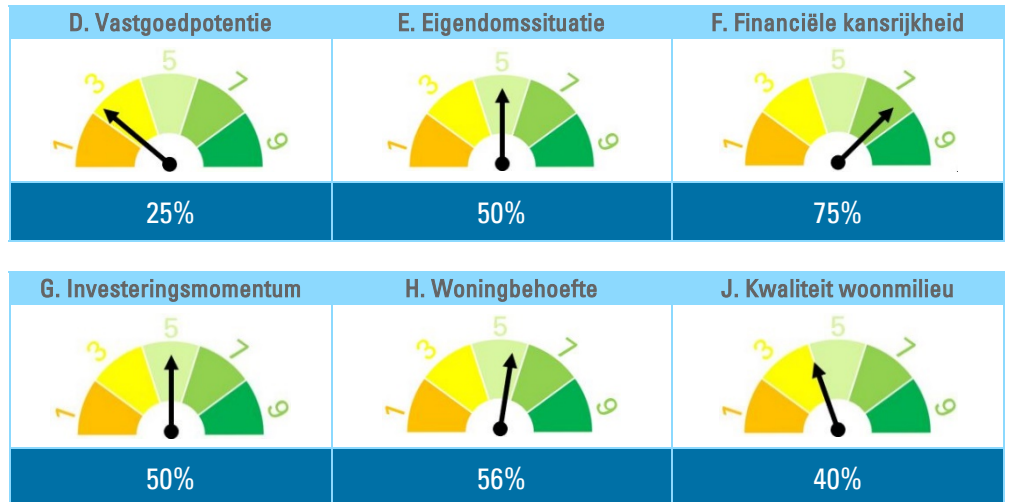 D. Vastgoedpotentie E. Eigendomssituatie F. Financiële kansrijkheid
1 3 5 7 9 1 3 5 7 9 1 3 5 7 9
25% 50% 75%
G. Investeringsmomentum H. Woningbehoefte J. Kwaliteit woonmilieu
1 3 5 7 9 1 3 5 7 9 1 3 5 7 9
50% 56% 40%